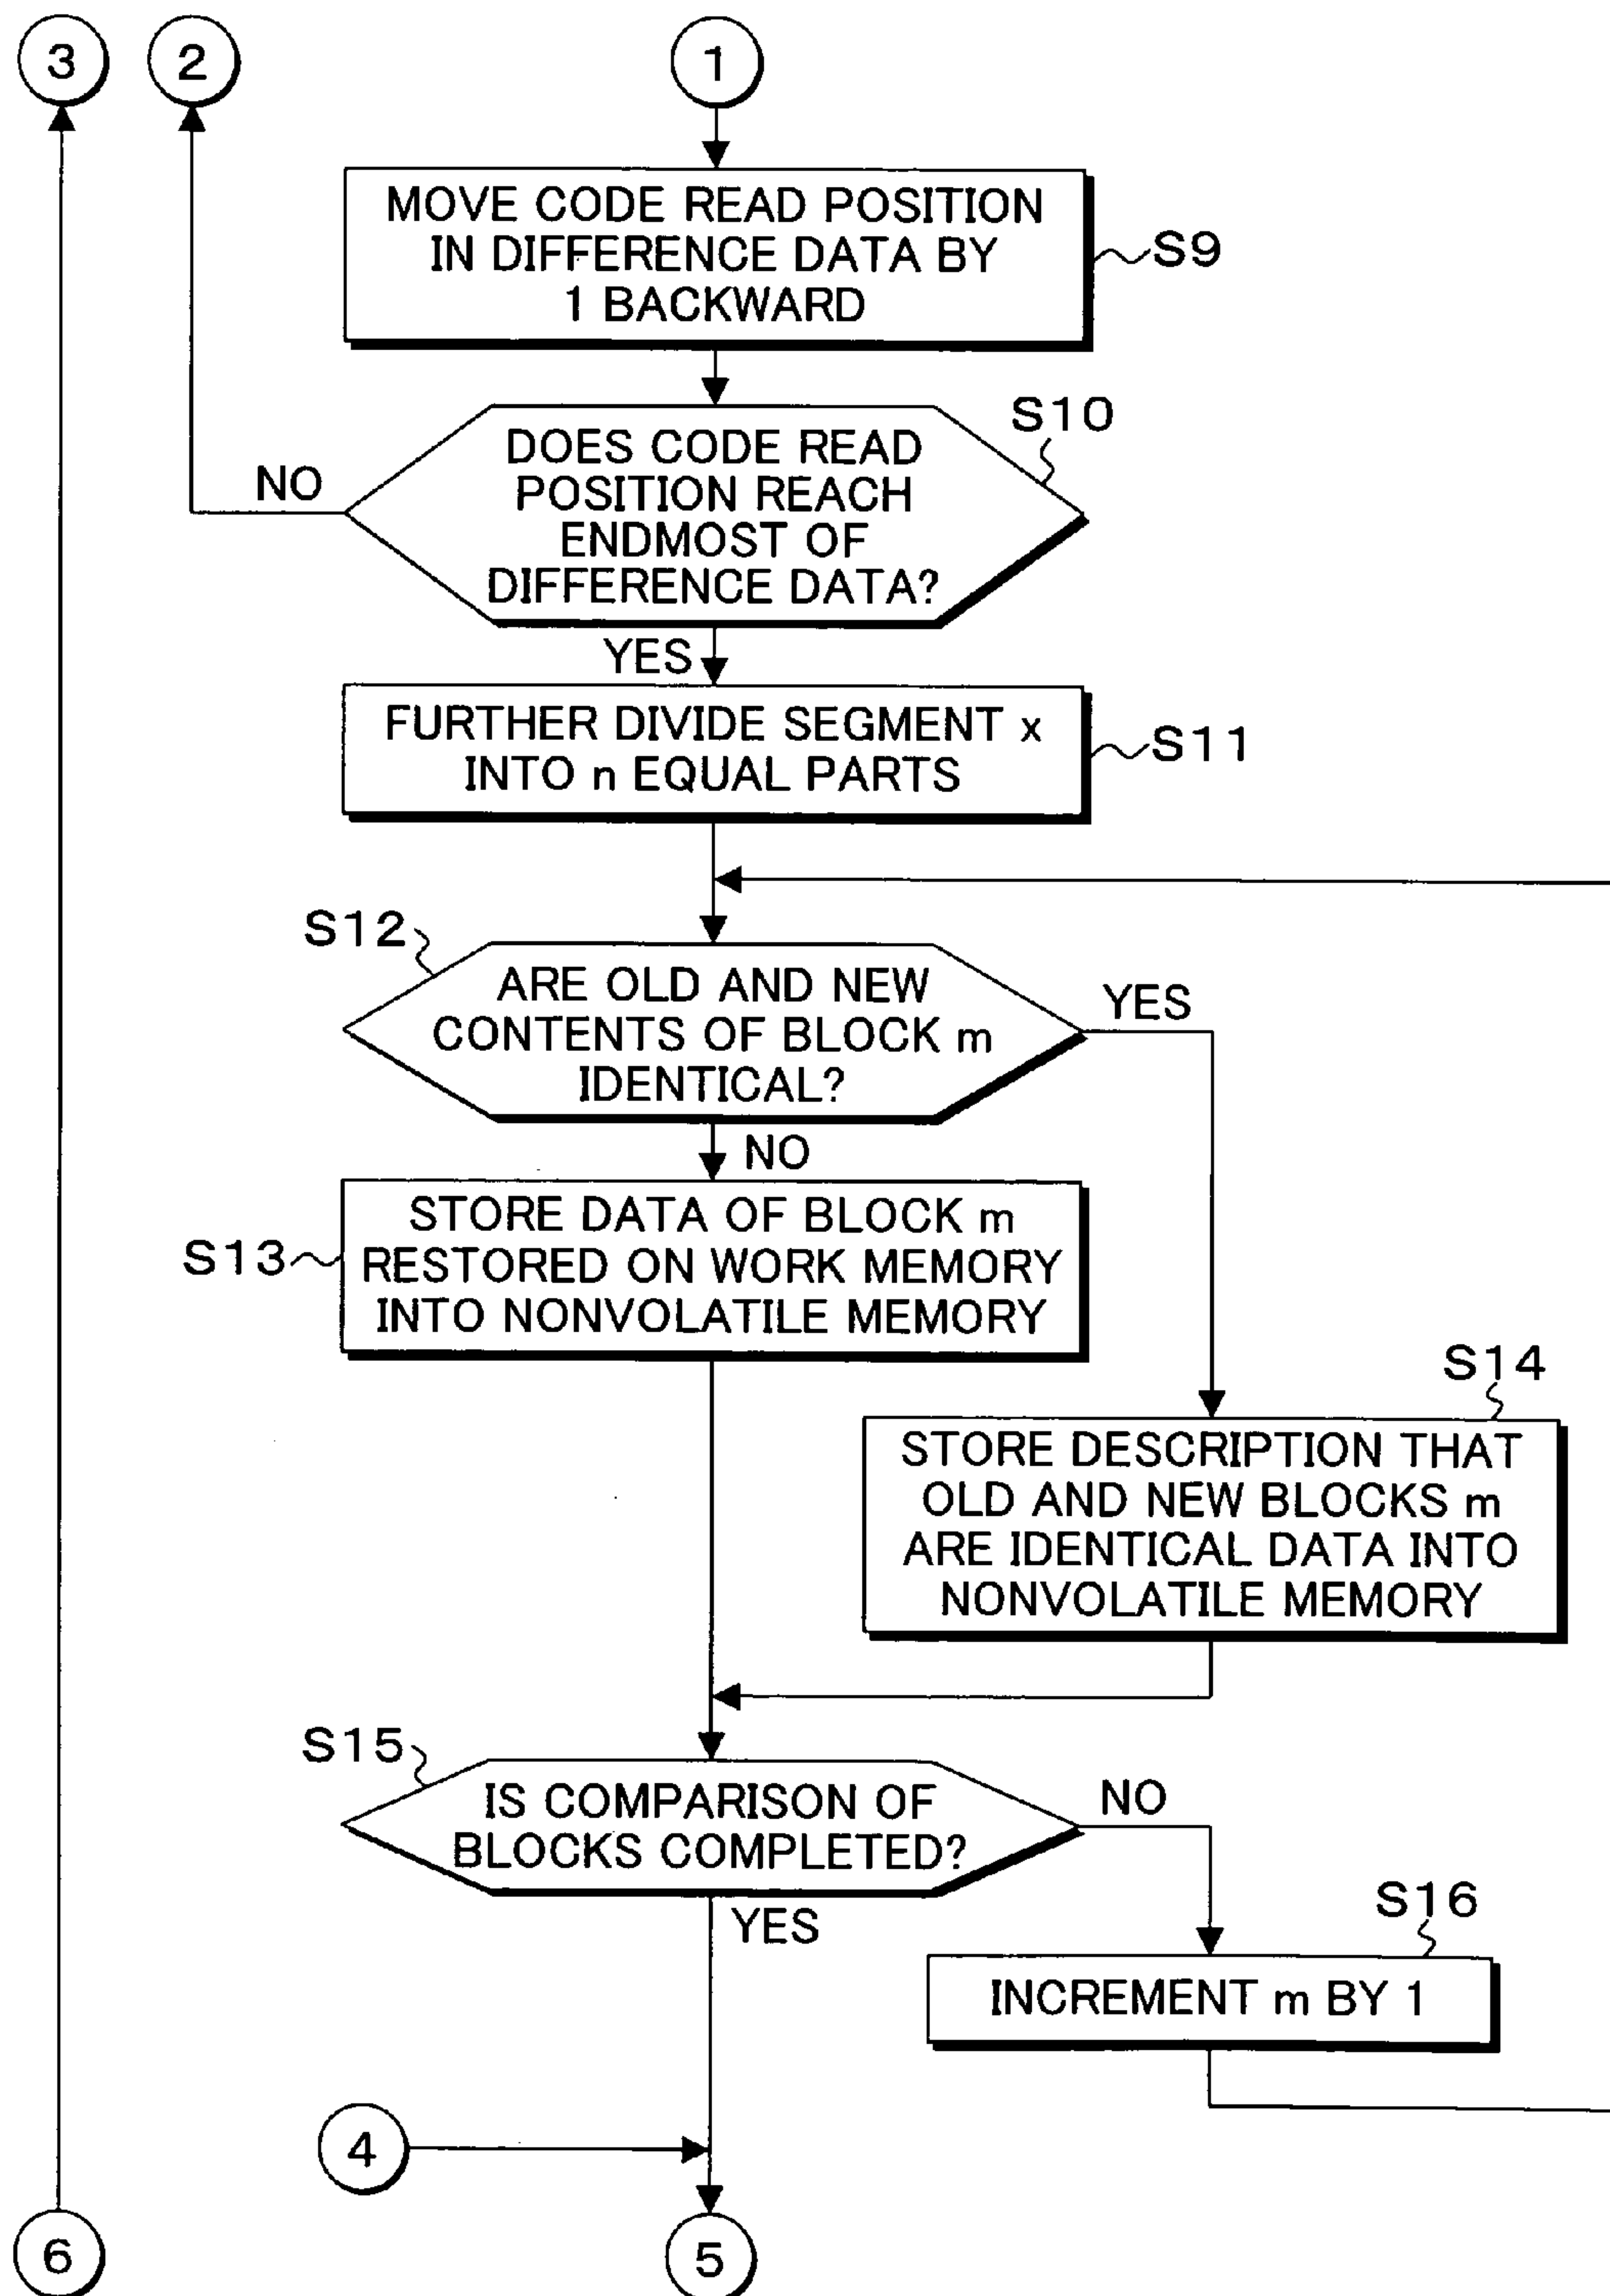 3
2
1
MOVE CODE READ POSITION
IN DIFFERENCE DATA BY
1 BACKWARD
S9
S10
DOES CODE READ
POSITION REACH
ENDMOST OF
DIFFERENCE DATA?
NO
YES
FURTHER DIVIDE SEGMENT x
INTO n EQUAL PARTS
S11
S12
ARE OLD AND NEW
CONTENTS OF BLOCK m
IDENTICAL?
YES
NO
S13
STORE DATA OF BLOCK m
RESTORED ON WORK MEMORY
INTO NONVOLATILE MEMORY
S14
STORE DESCRIPTION THAT
OLD AND NEW BLOCKS m
ARE IDENTICAL DATA INTO
NONVOLATILE MEMORY
S15
IS COMPARISON OF
BLOCKS COMPLETED?
NO
YES
S16
INCREMENT m BY 1
4
6
5